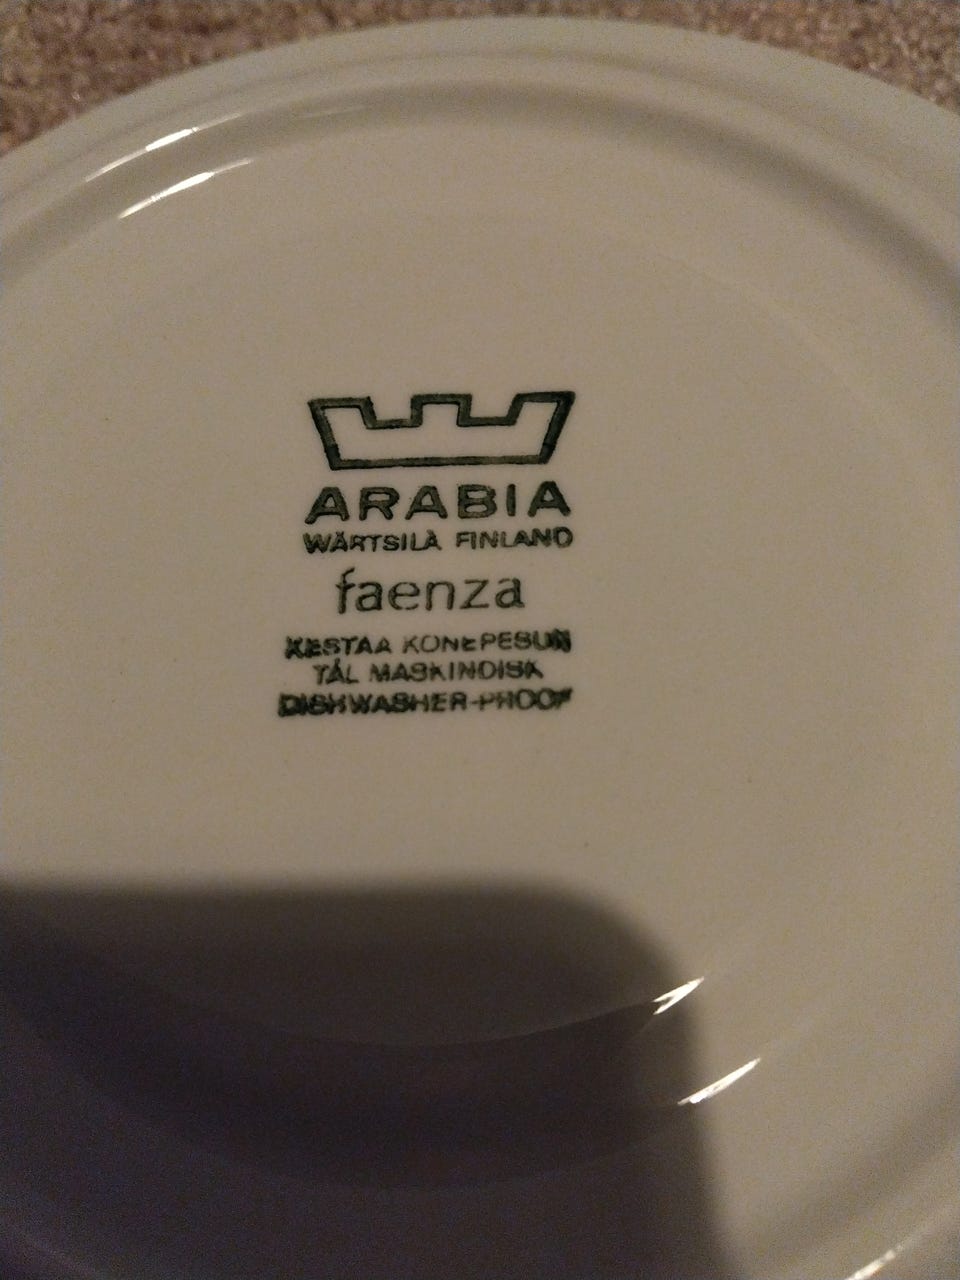 ARABIA
WÄRTSILÄ FINLAND
faenza
KESTAA KONEPESUN
TÅL MASKINDISK
DISHWASHER-PROOF